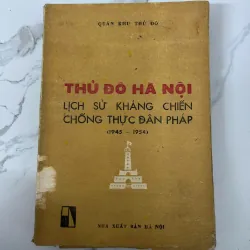 QUÂN KHU THỦ ĐÔ
THỦ ĐÔ HÀ NỘI
LỊCH SỬ KHÁNG CHIẾN
CHỐNG THỰC DÂN PHÁP
(1945 - 1954)
NHÀ XUẤT BẢN HÀ NỘI